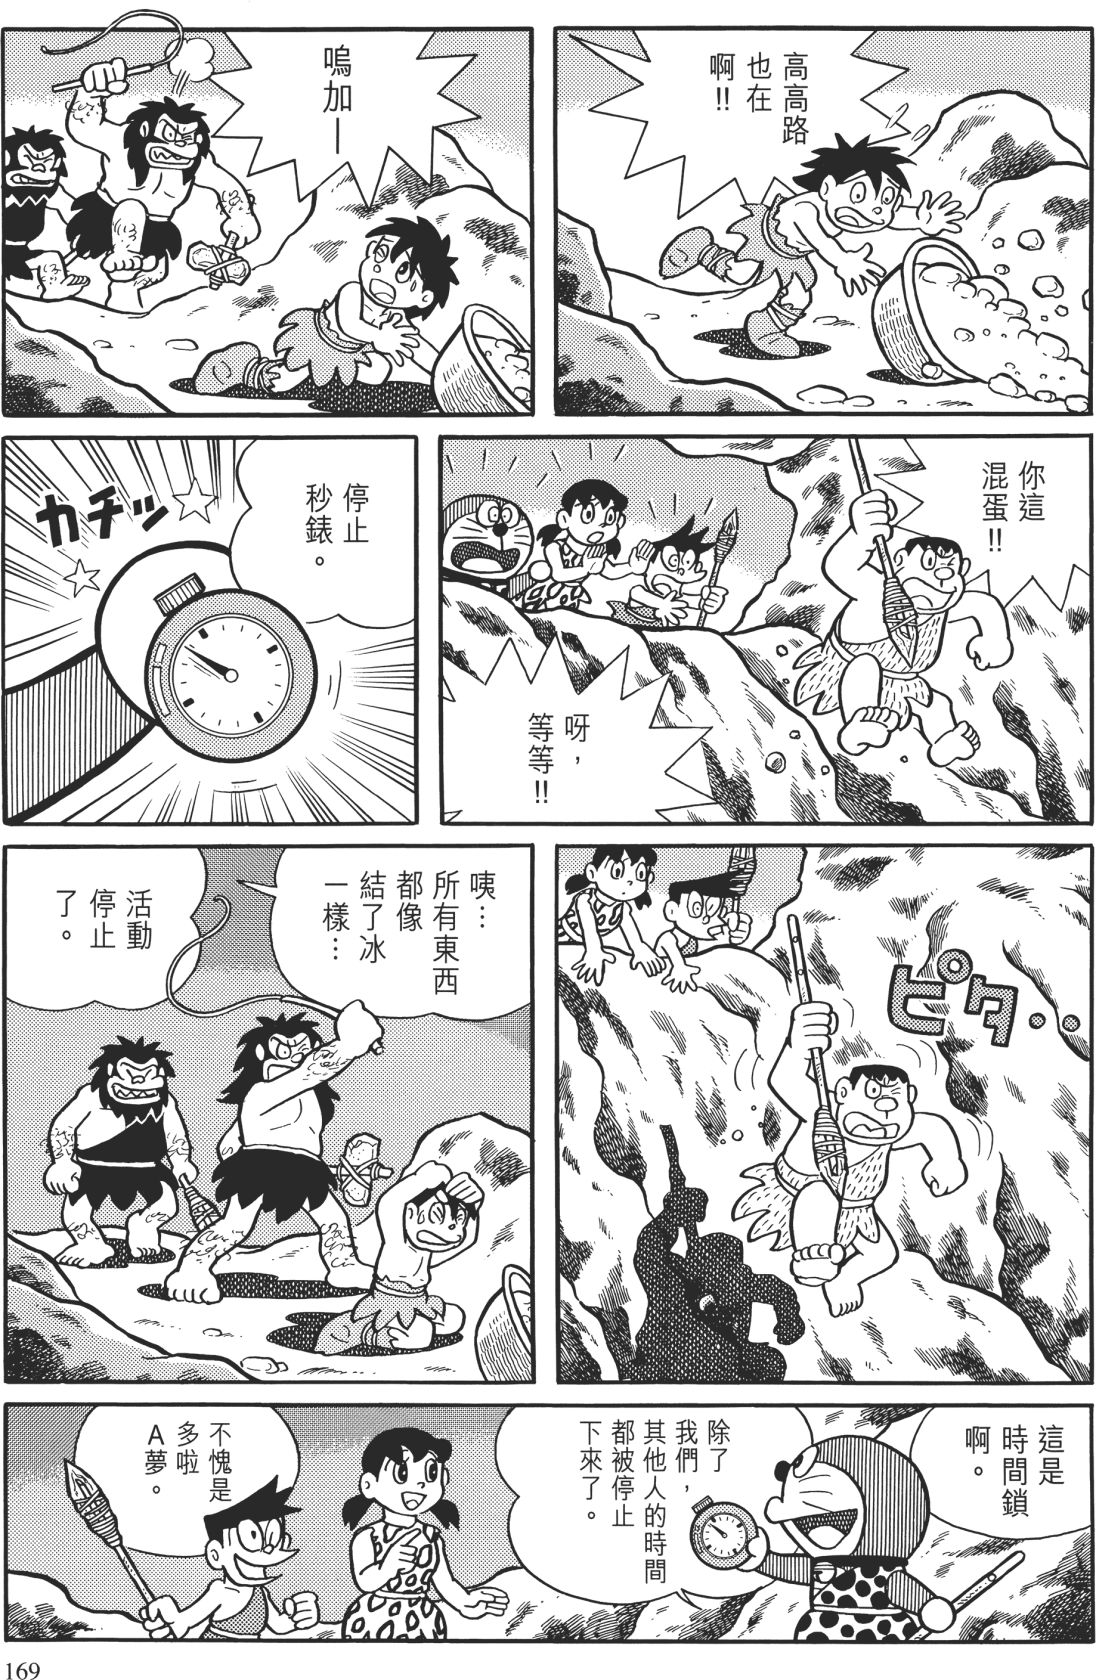 高高路
也在
啊!!
嗚加—
你這
混蛋!!
呀，
等等!!
停止
秒錶。
カチッ
ピタ・・
咦…
所有東西
都像
結了冰
一樣…
活動
停止
了。
這是
時間鎖
啊。
除了
我們，
其他人的時間
都被停止
下來了。
不愧是
多啦
A夢。
169